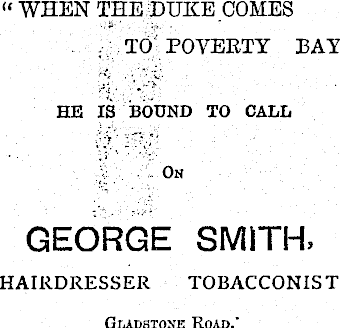 “ WHEN THE DUKE COMES
TO POVERTY BAY
HE IS BOUND TO CALL
ON
GEORGE SMITH,
HAIRDRESSER TOBACCONIST
GLADSTONE ROAD.'